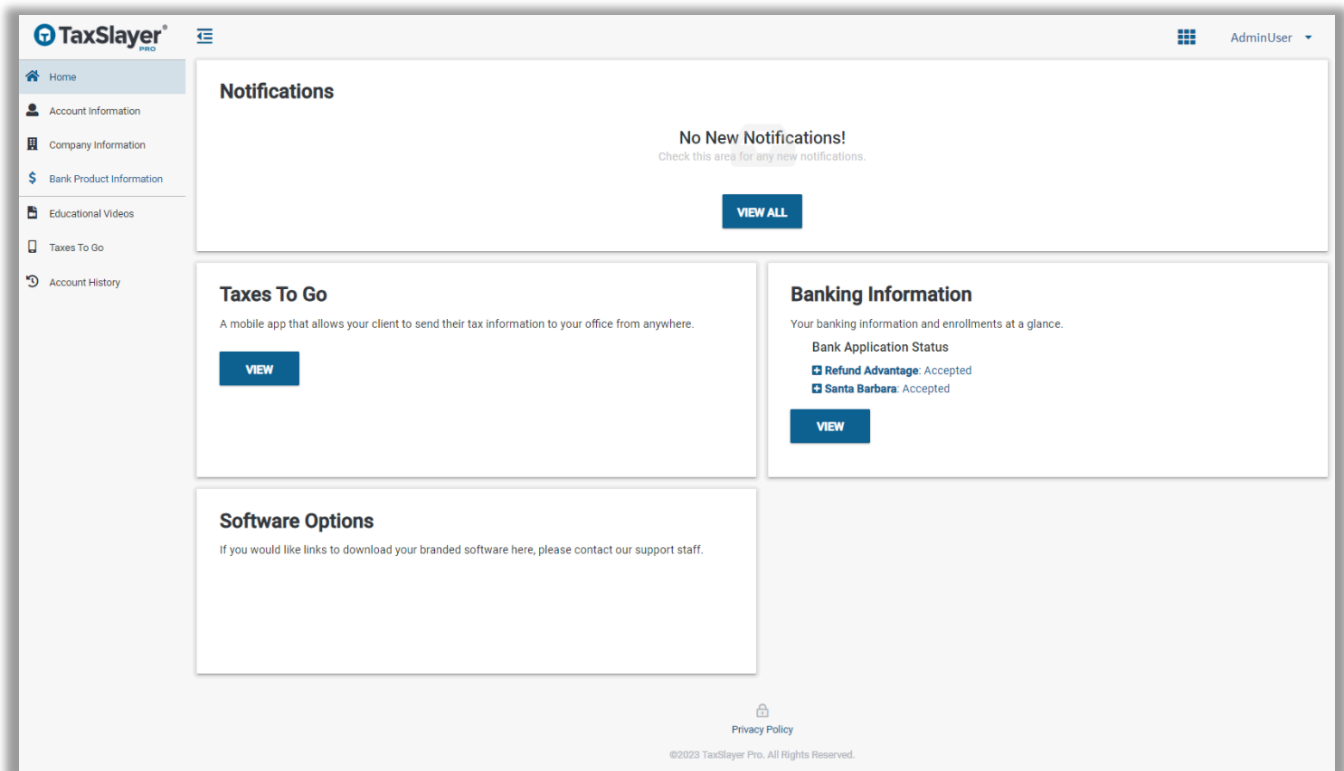 TaxSlayer®
PRO
AdminUser
Home
Account Information
Company Information
Bank Product Information
Educational Videos
Taxes To Go
Account History
Notifications
No New Notifications!
Check this area for any new notifications.
VIEW ALL
Taxes To Go
A mobile app that allows your client to send their tax information to your office from anywhere.
VIEW
Banking Information
Your banking information and enrollments at a glance.
Bank Application Status
Refund Advantage: Accepted
Santa Barbara: Accepted
VIEW
Software Options
If you would like links to download your branded software here, please contact our support staff.
Privacy Policy
©2023 TaxSlayer Pro. All Rights Reserved.